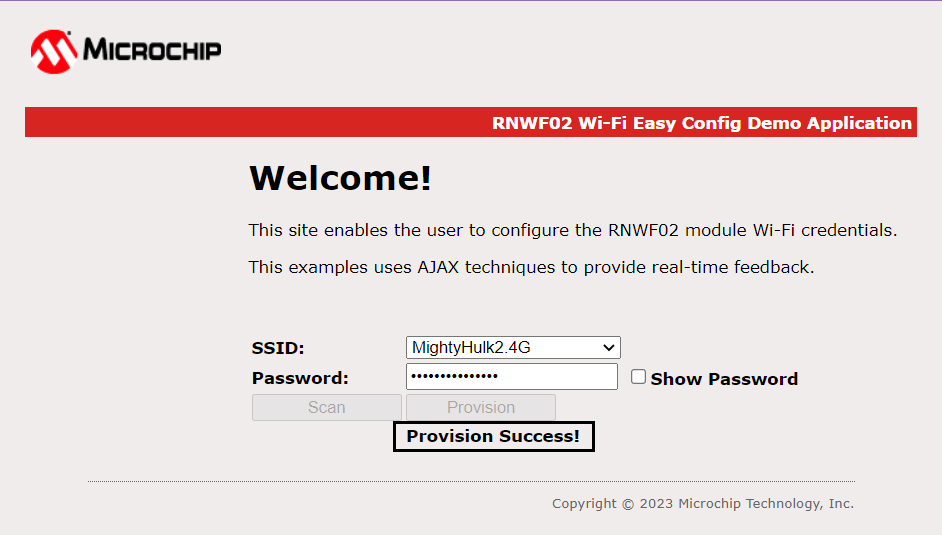 MICROCHIP
RNWF02 Wi-Fi Easy Config Demo Application
Welcome!
This site enables the user to configure the RNWF02 module Wi-Fi credentials.
This examples uses AJAX techniques to provide real-time feedback.
SSID: MightyHulk2.4G
Password: ••••••••••••••• Show Password
Scan Provision
Provision Success!
Copyright © 2023 Microchip Technology, Inc.